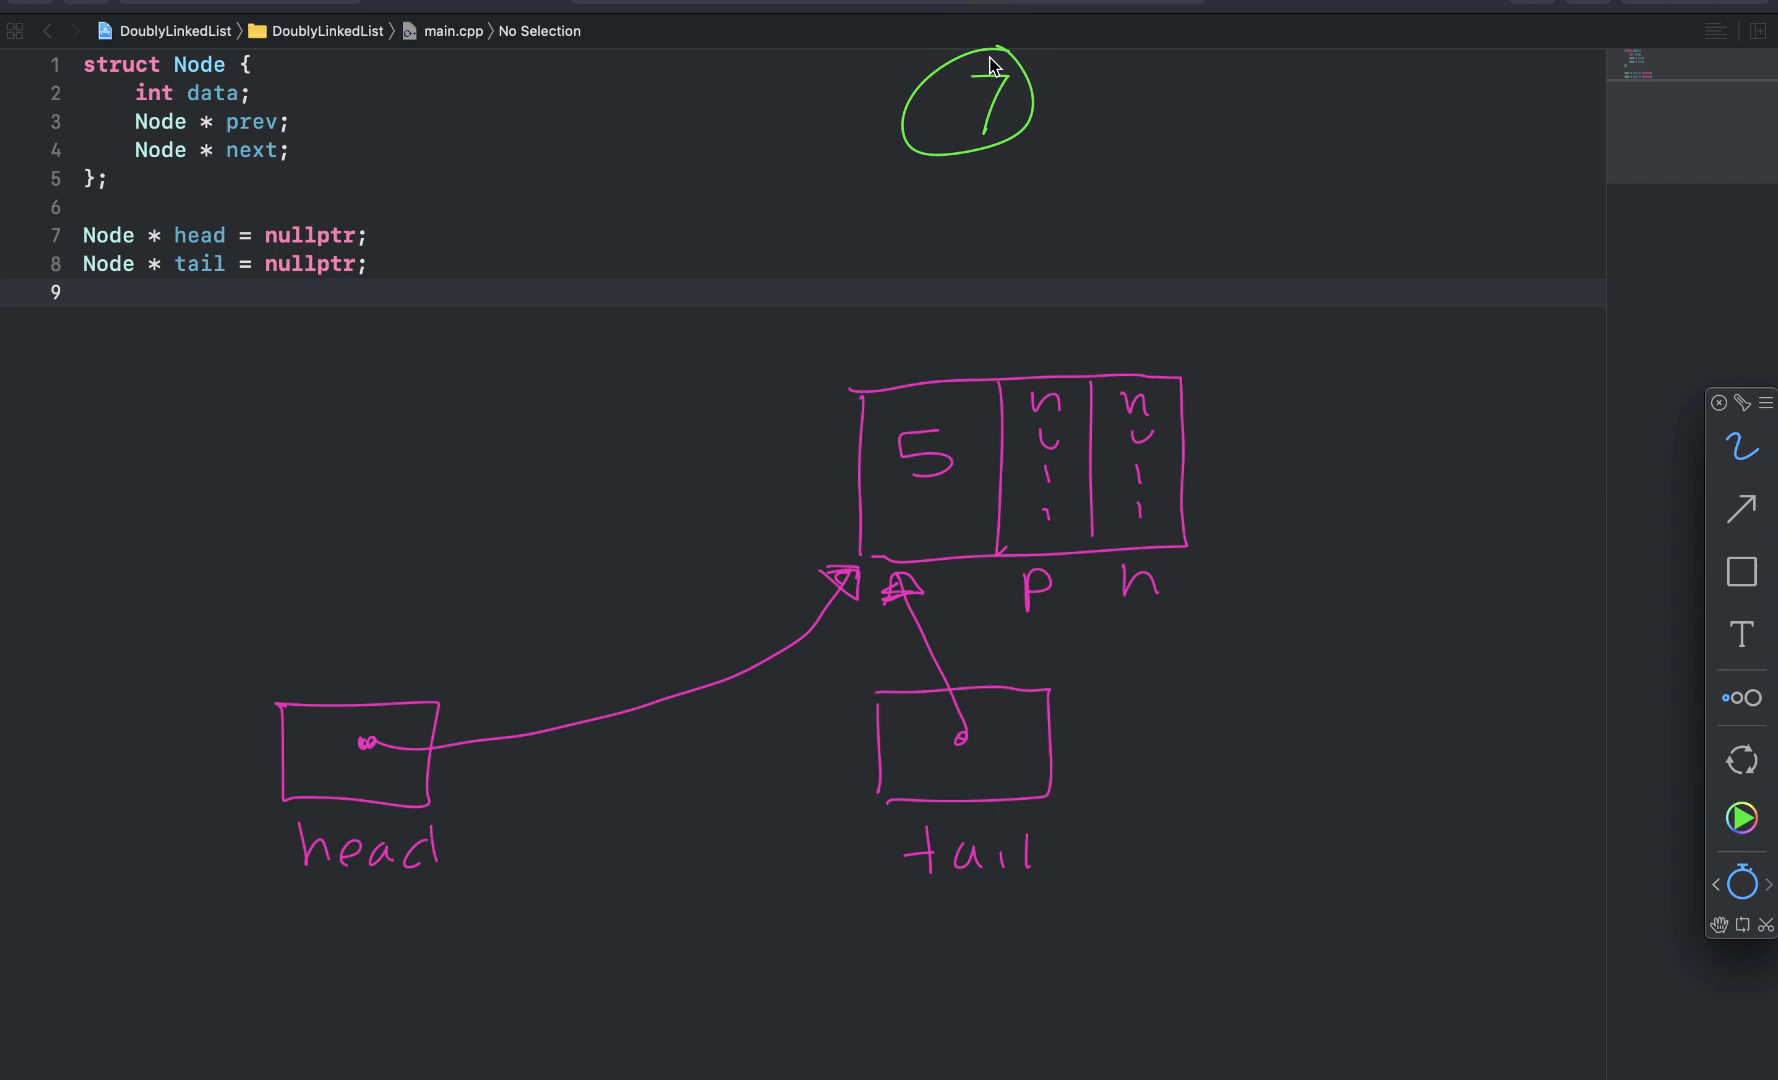 DoublyLinkedList 〉 DoublyLinkedList 〉 main.cpp 〉 No Selection
1 struct Node {
2     int data;
3     Node * prev;
4     Node * next;
5 };
6
7 Node * head = nullptr;
8 Node * tail = nullptr;
9
7
5
n
u
l
l
n
u
l
l
p n
head
tail
T